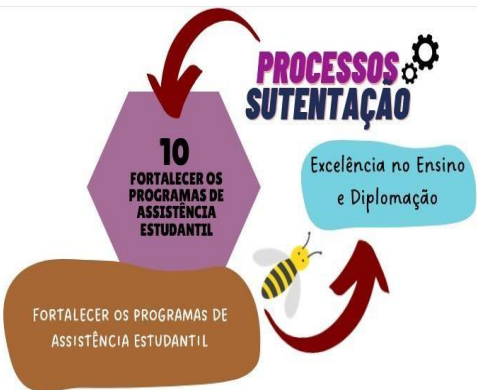 PROCESSOS
SUTENTAÇÃO
10
FORTALECER OS
PROGRAMAS DE
ASSISTÊNCIA
ESTUDANTIL
Excelência no Ensino
e Diplomação
FORTALECER OS PROGRAMAS DE
ASSISTÊNCIA ESTUDANTIL